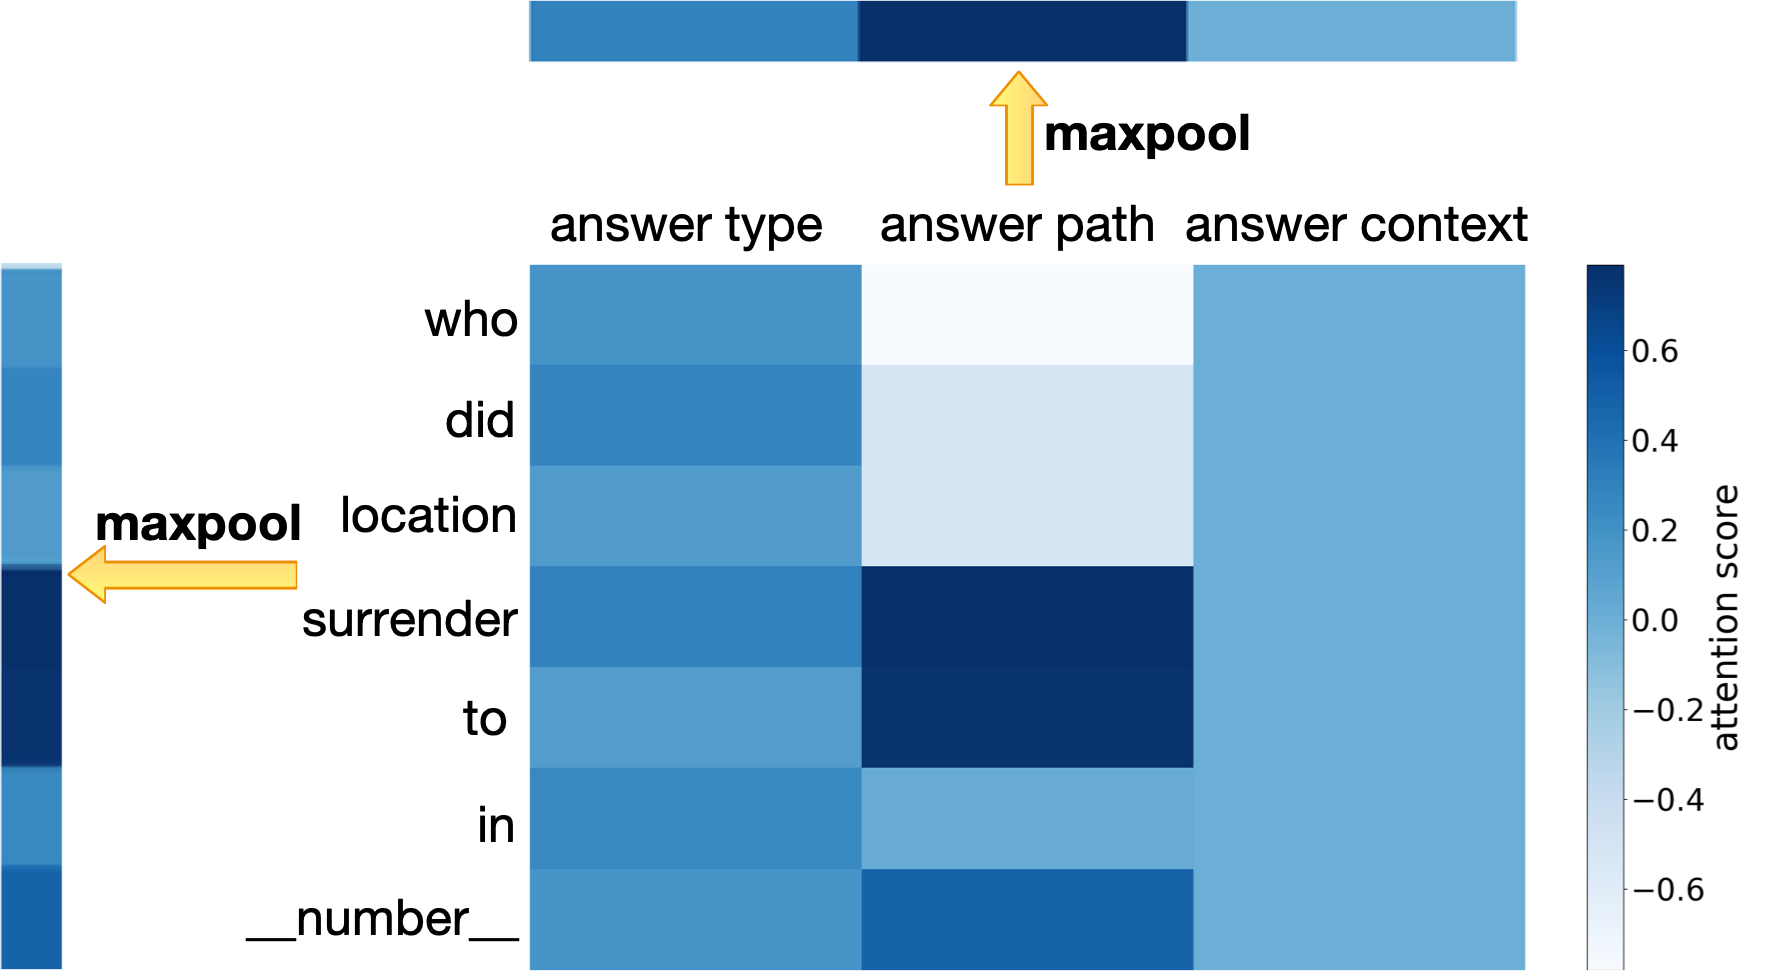 maxpool
answer type answer path answer context
who
did
location
maxpool
surrender
to
in
__number__
0.6
0.4
0.2
0.0
−0.2
−0.4
−0.6
attention score